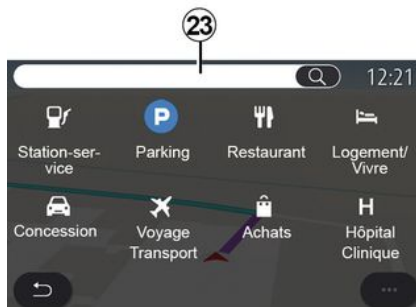 23
12:21
P
Station-ser-
vice
Parking
Restaurant
Logement/
Vivre
H
Concession
Voyage
Transport
Achats
Hôpital
Clinique